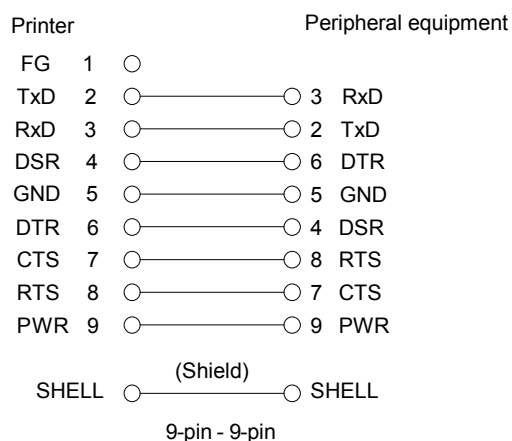 Printer Peripheral equipment
FG 1
TxD 2 3 RxD
RxD 3 2 TxD
DSR 4 6 DTR
GND 5 5 GND
DTR 6 4 DSR
CTS 7 8 RTS
RTS 8 7 CTS
PWR 9 9 PWR
(Shield)
SHELL SHELL
9-pin - 9-pin